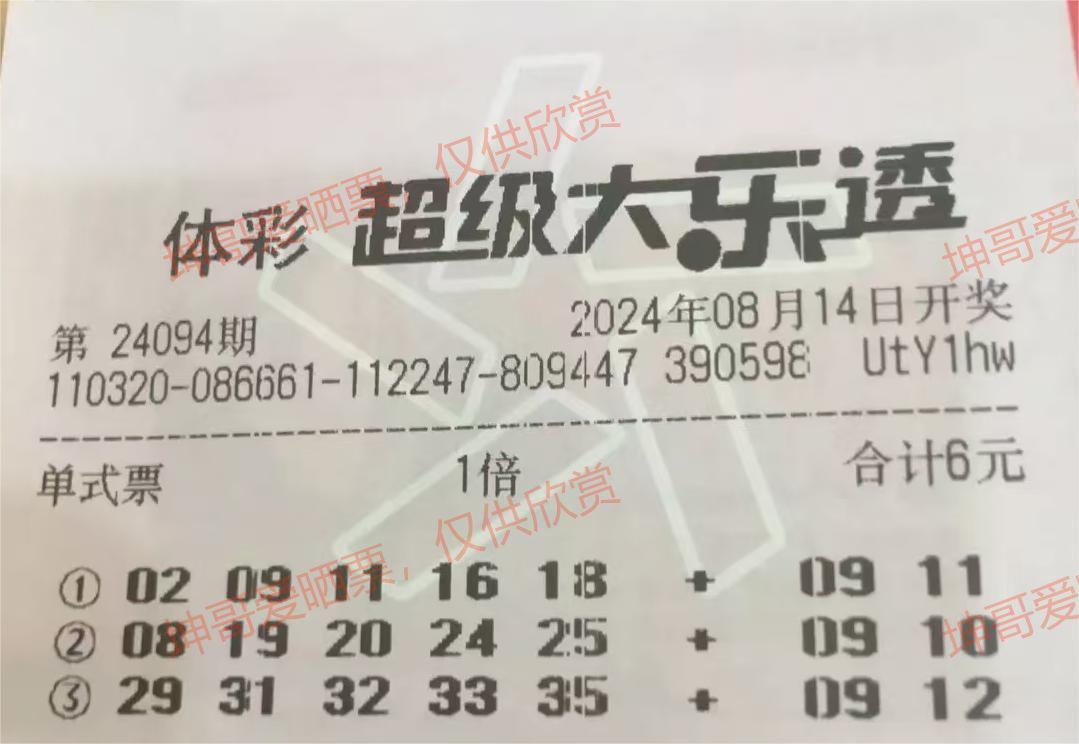 体彩 超级大乐透
第 24094期 2024年08月14日开奖
110320-086661-112247-809447 390598 UtY1hw
单式票 1倍 合计6元
① 02 09 11 16 18 + 09 11
② 08 19 20 24 25 + 09 10
③ 29 31 32 33 35 + 09 12
坤哥爱晒票，仅供欣赏
坤哥爱
坤哥爱晒票，仅供欣赏
坤哥爱